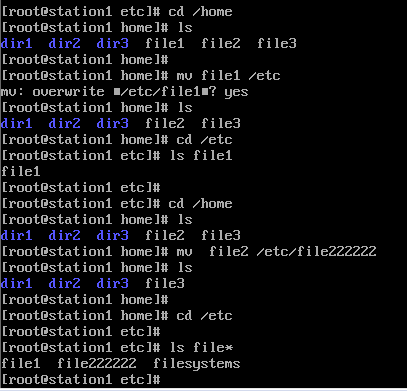 [root@station1 etc]# cd /home
[root@station1 home]# ls
dir1  dir2  dir3  file1  file2  file3
[root@station1 home]#
[root@station1 home]# mv file1 /etc
mv: overwrite ■/etc/file1■? yes
[root@station1 home]# ls
dir1  dir2  dir3  file2  file3
[root@station1 home]# cd /etc
[root@station1 etc]# ls file1
file1
[root@station1 etc]#
[root@station1 etc]# cd /home
[root@station1 home]# ls
dir1  dir2  dir3  file2  file3
[root@station1 home]# mv  file2 /etc/file222222
[root@station1 home]# ls
dir1  dir2  dir3  file3
[root@station1 home]#
[root@station1 home]# cd /etc
[root@station1 etc]#
[root@station1 etc]# ls file*
file1  file222222  filesystems
[root@station1 etc]#